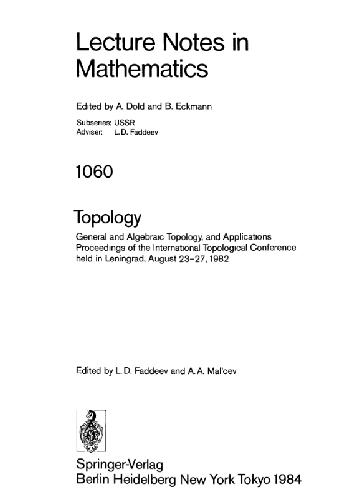 Lecture Notes in
Mathematics
Edited by A. Dold and B. Eckmann
Subseries: USSR
Adviser: L.D. Faddeev
1060
Topology
General and Algebraic Topology, and Applications
Proceedings of the International Topological Conference
held in Leningrad, August 23-27, 1982
Edited by L.D. Faddeev and A.A. Mal'cev
Springer-Verlag
Berlin Heidelberg New York Tokyo 1984